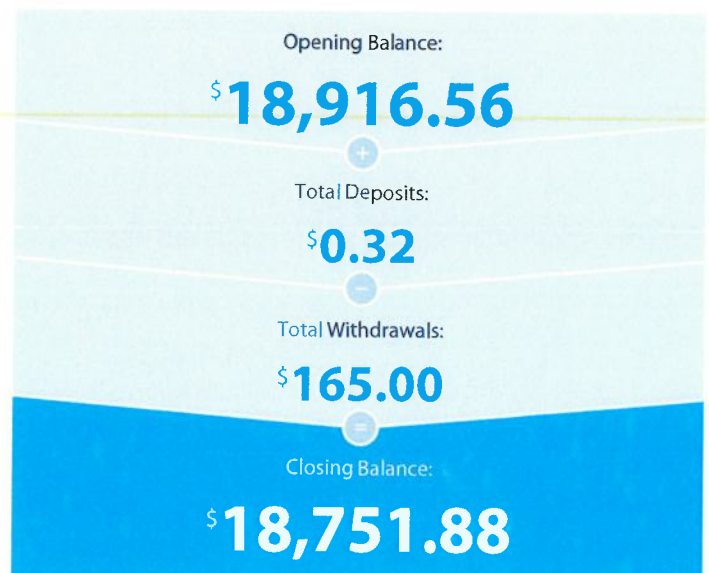 Opening Balance:
$18,916.56
+
Total Deposits:
$0.32
−
Total Withdrawals:
$165.00
=
Closing Balance:
$18,751.88